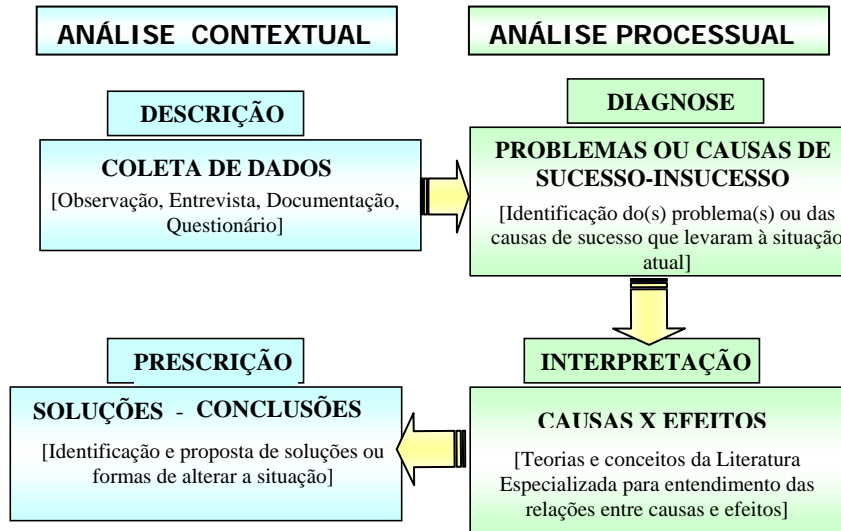 ANÁLISE CONTEXTUAL
ANÁLISE PROCESSUAL
DESCRIÇÃO
COLETA DE DADOS
[Observação, Entrevista, Documentação,
Questionário]
DIAGNOSE
PROBLEMAS OU CAUSAS DE
SUCESSO-INSUCESSO
[Identificação do(s) problema(s) ou das
causas de sucesso que levaram à situação
atual]
INTERPRETAÇÃO
CAUSAS X EFEITOS
[Teorias e conceitos da Literatura
Especializada para entendimento das
relações entre causas e efeitos]
PRESCRIÇÃO
SOLUÇÕES - CONCLUSÕES
[Identificação e proposta de soluções ou
formas de alterar a situação]